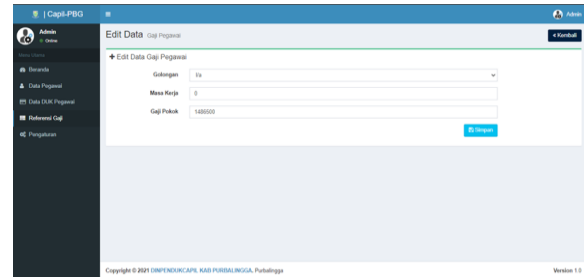 | Capil-PBG
Admin
Admin
Online
Menu Utama
Beranda
Data Pegawai
Data DUK Pegawai
Referensi Gaji
Pengaturan
Edit Data Gaji Pegawai
Kembali
Edit Data Gaji Pegawai
Golongan I/a
Masa Kerja 0
Gaji Pokok 1486500
Simpan
Copyright © 2021 DINPENDUKCAPIL KAB PURBALINGGA, Purbalingga
Version 1.0